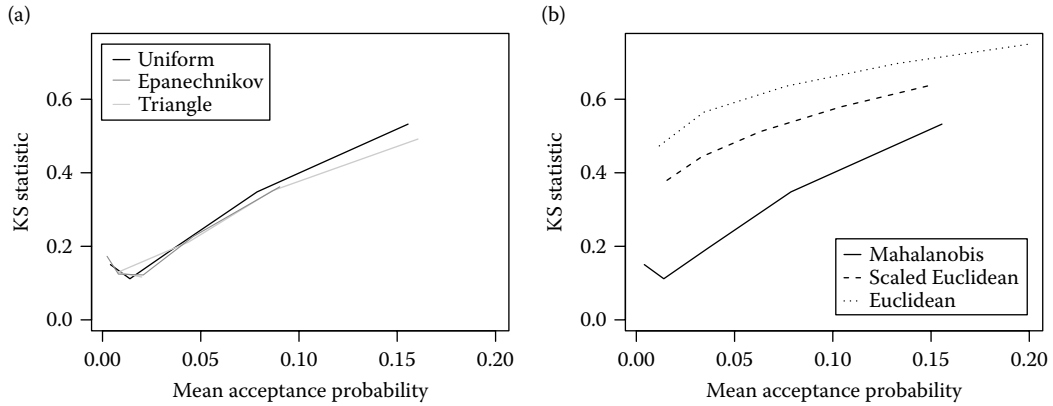 (a)
KS statistic
0.6
0.4
0.2
0.0
Uniform
Epanechnikov
Triangle
0.00 0.05 0.10 0.15 0.20
Mean acceptance probability
(b)
KS statistic
0.6
0.4
0.2
0.0
Mahalanobis
Scaled Euclidean
Euclidean
0.00 0.05 0.10 0.15 0.20
Mean acceptance probability